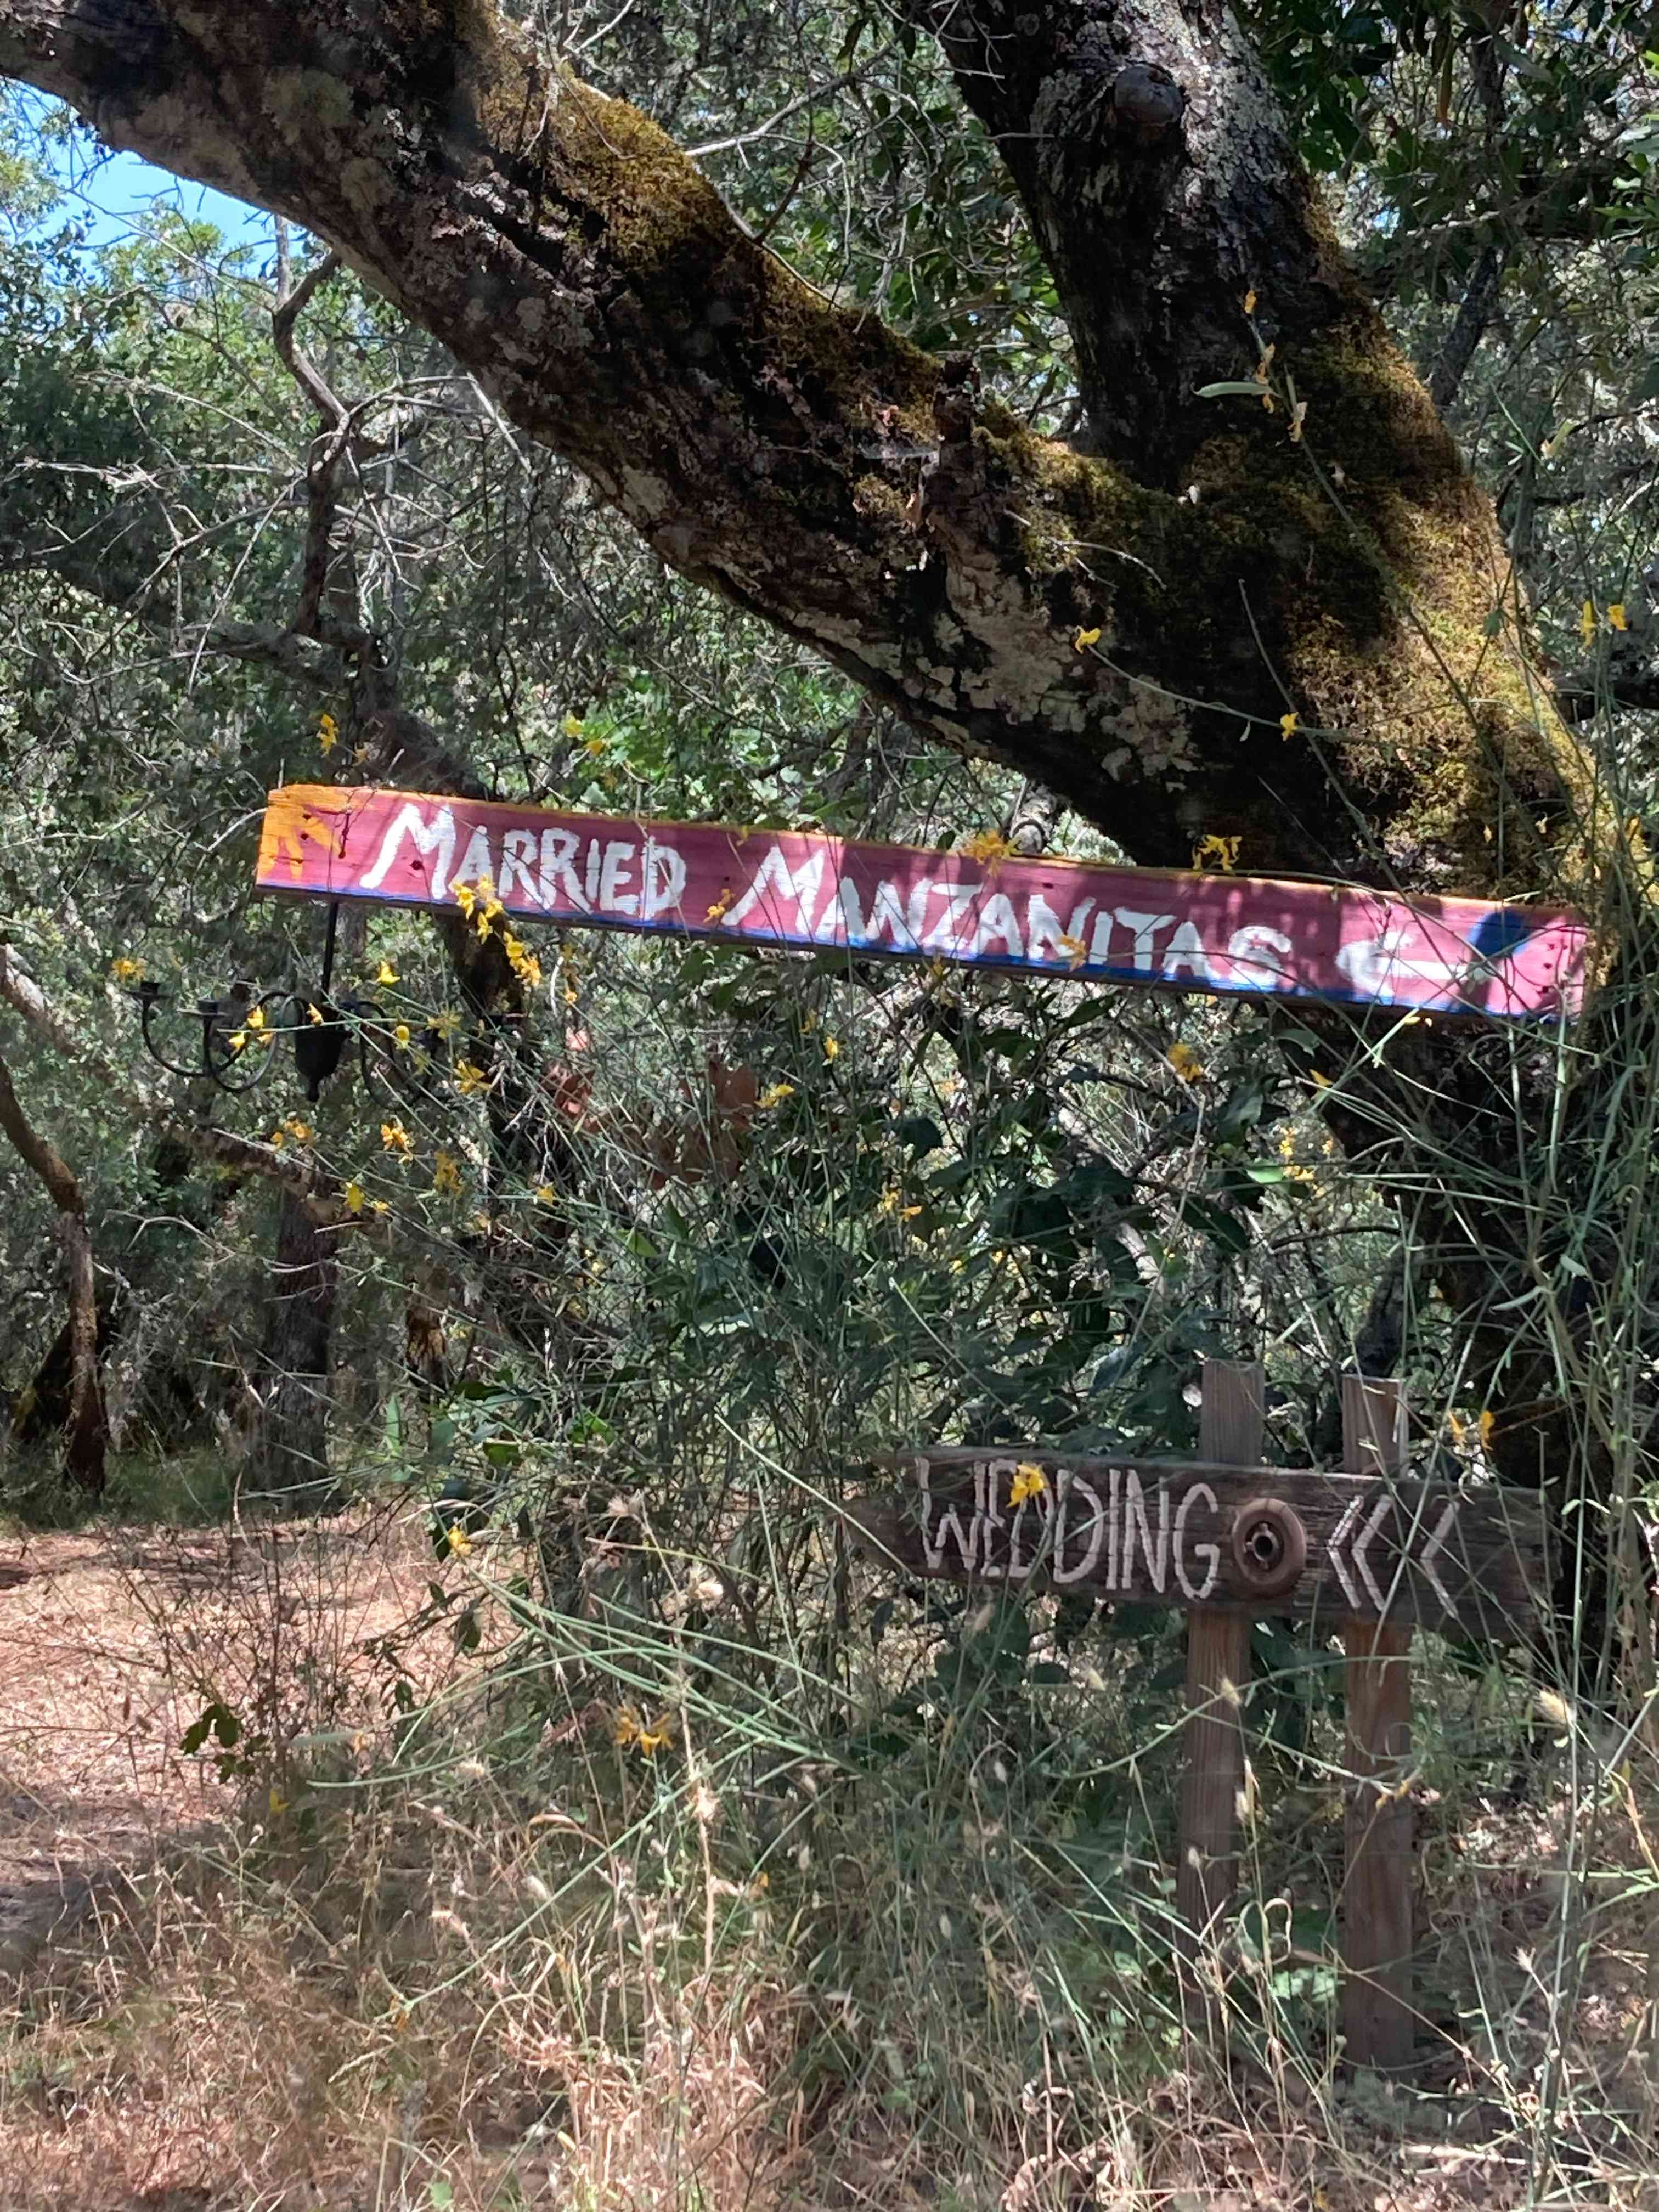 MARRIED MANZANITAS ←
WEDDING <<<